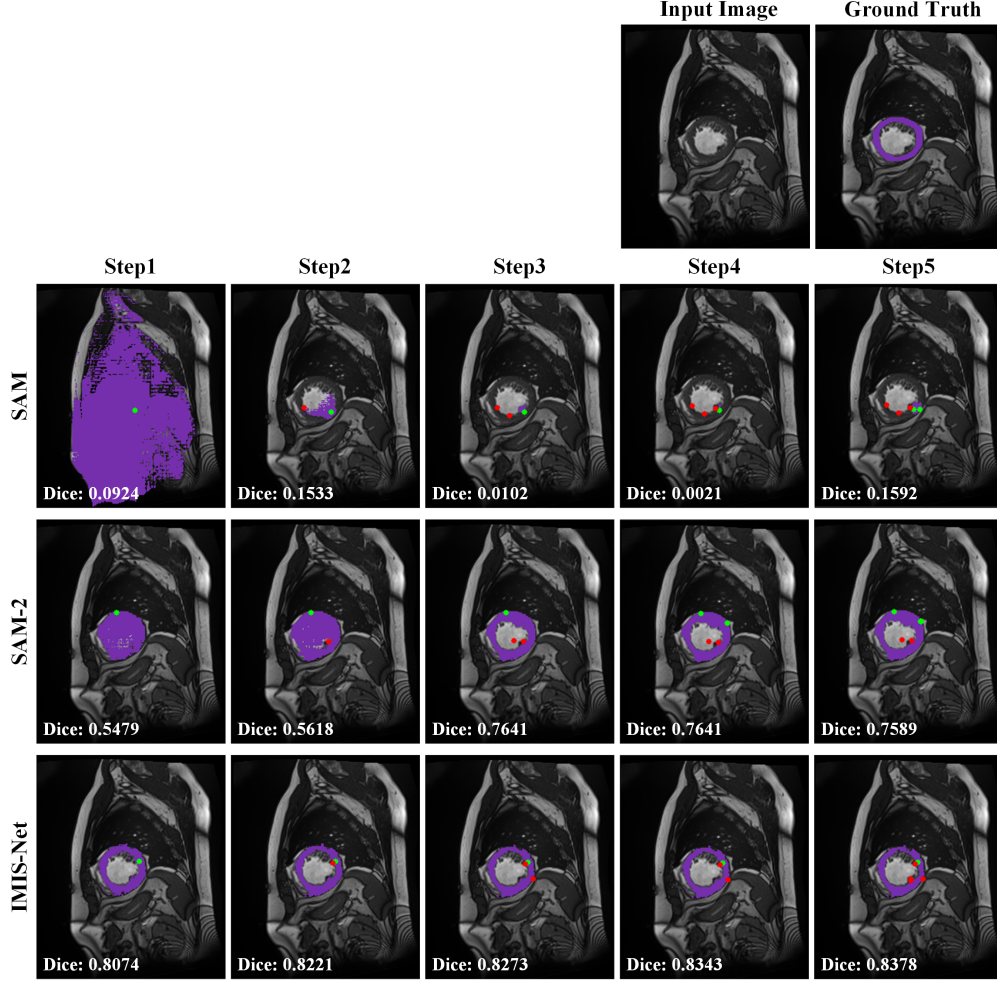 Input Image Ground Truth
Step1 Step2 Step3 Step4 Step5
SAM
Dice: 0.0924 Dice: 0.1533 Dice: 0.0102 Dice: 0.0021 Dice: 0.1592
SAM-2
Dice: 0.5479 Dice: 0.5618 Dice: 0.7641 Dice: 0.7641 Dice: 0.7589
IMIS-Net
Dice: 0.8074 Dice: 0.8221 Dice: 0.8273 Dice: 0.8343 Dice: 0.8378